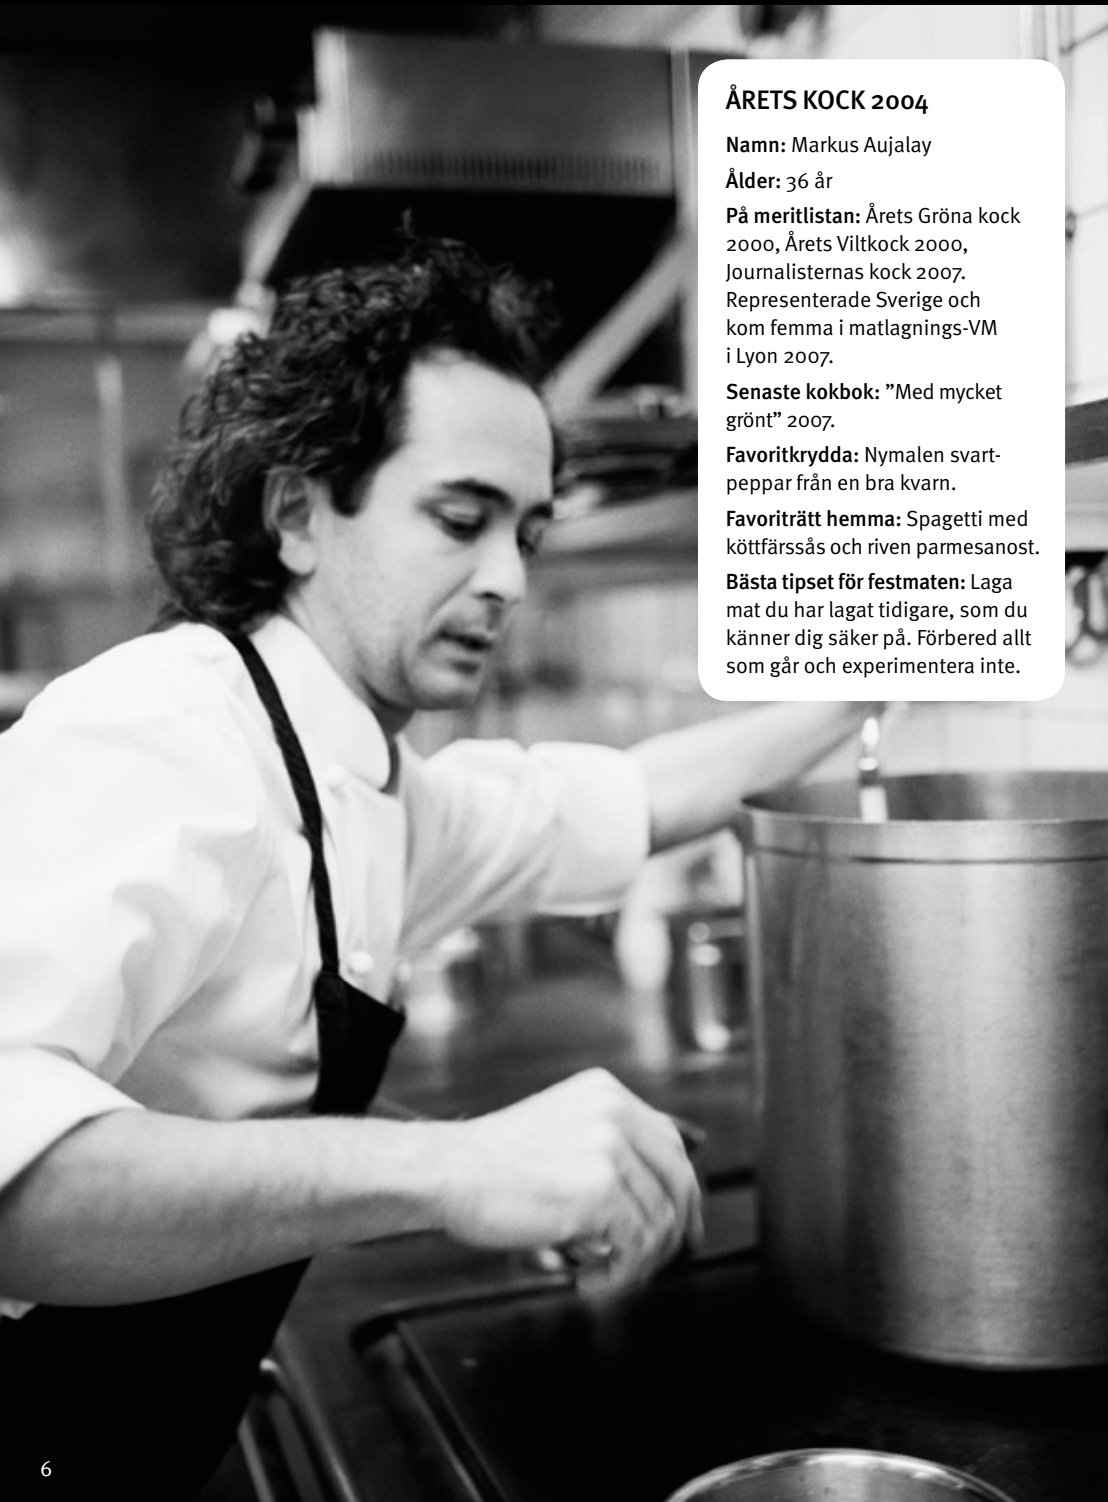 ÅRETS KOCK 2004
Namn: Markus Aujalay
Ålder: 36 år
På meritlistan: Årets Gröna kock
2000, Årets Viltkock 2000,
Journalisternas kock 2007.
Representerade Sverige och
kom femma i matlagnings-VM
i Lyon 2007.
Senaste kokbok: ”Med mycket
grönt” 2007.
Favoritkrydda: Nymalen svart-
peppar från en bra kvarn.
Favoriträtt hemma: Spagetti med
köttfärssås och riven parmesanost.
Bästa tipset för festmaten: Laga
mat du har lagat tidigare, som du
känner dig säker på. Förbered allt
som går och experimentera inte.
6